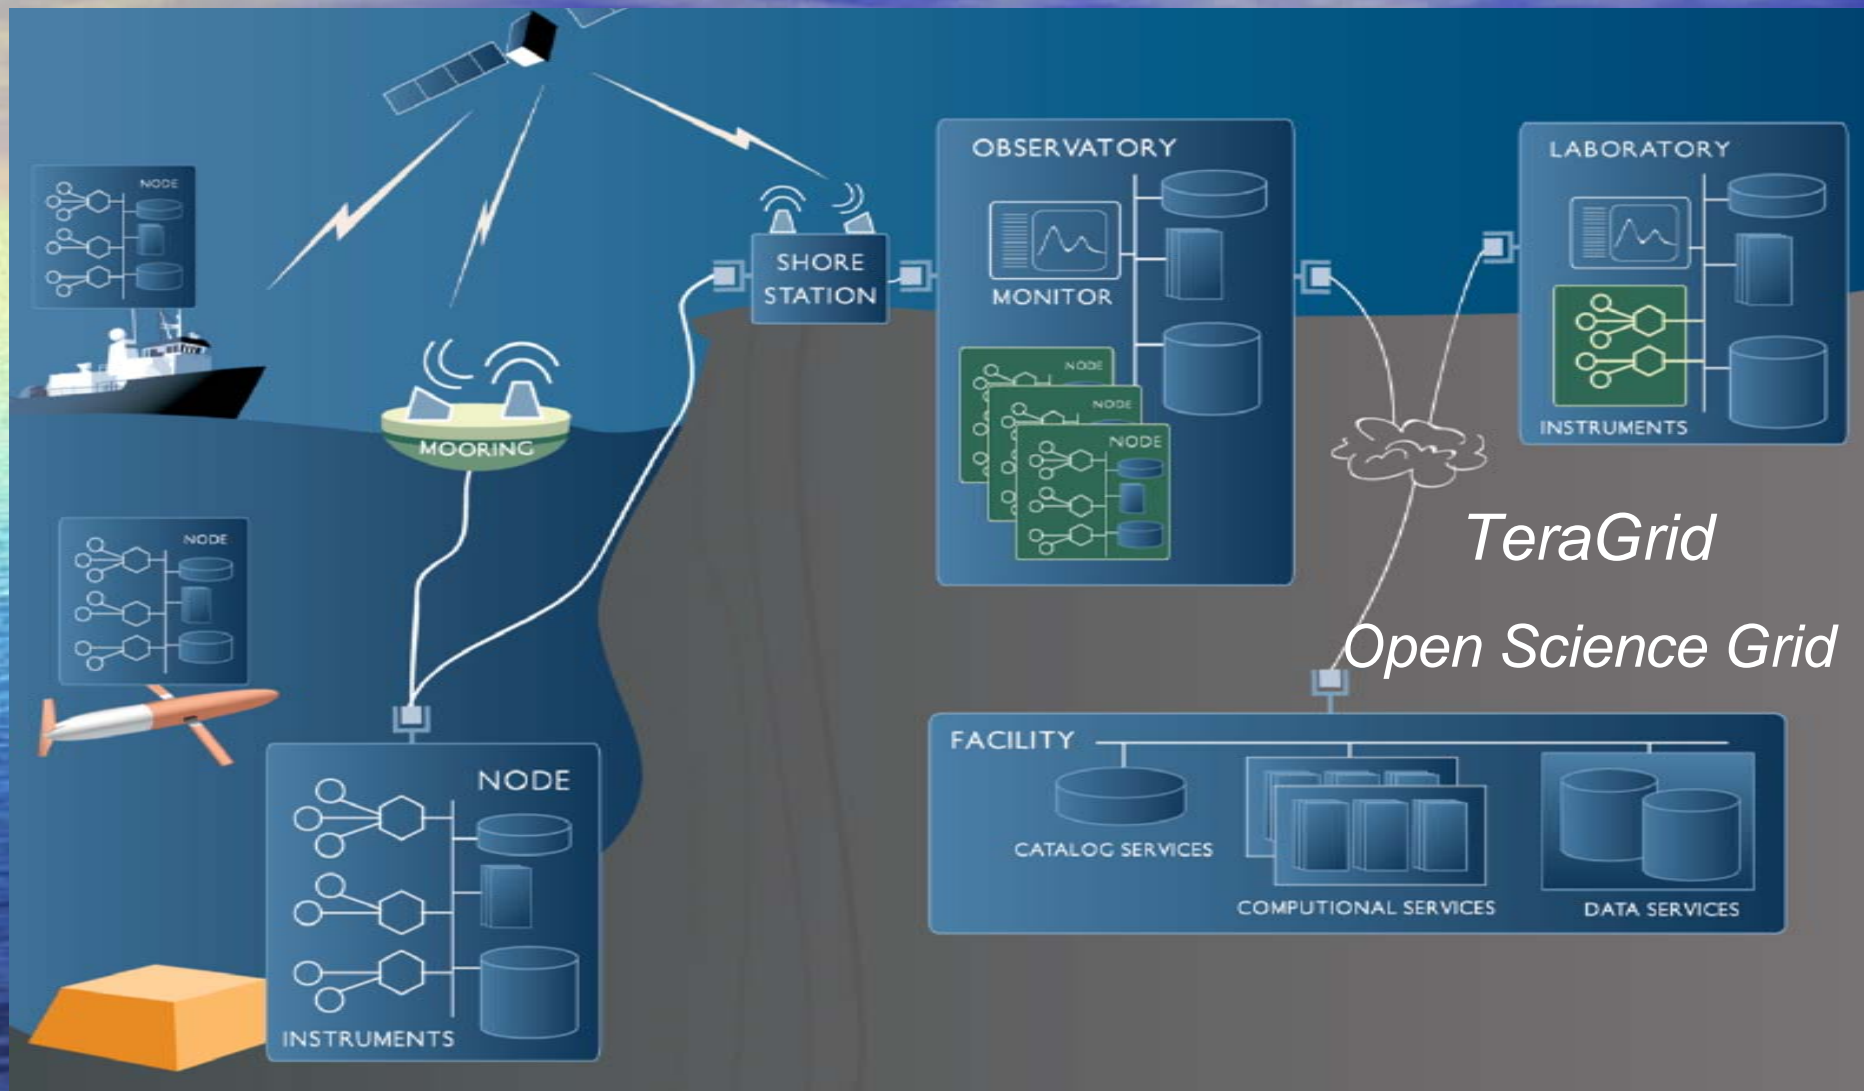 OBSERVATORY
LABORATORY
NODE
SHORE
STATION
MONITOR
NODE
NODE
NODE
INSTRUMENTS
MOORING
TeraGrid
NODE
Open Science Grid
FACILITY
NODE
CATALOG SERVICES
COMPUTIONAL SERVICES
DATA SERVICES
INSTRUMENTS